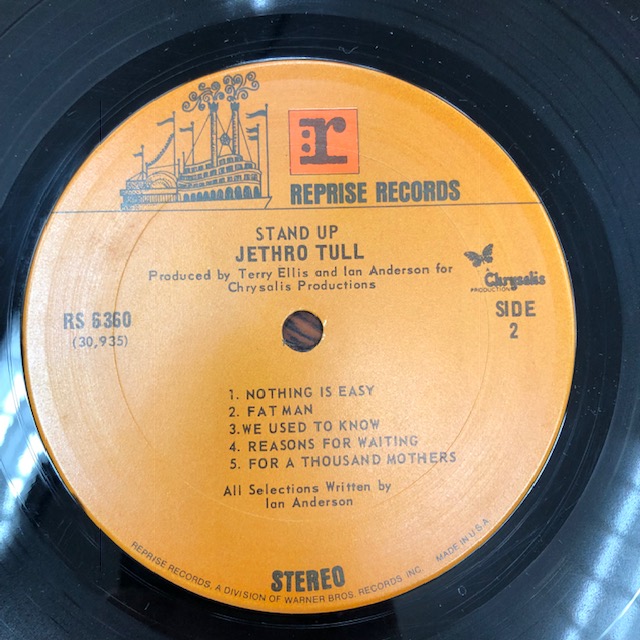 r:
REPRISE RECORDS
STAND UP
JETHRO TULL
Produced by Terry Ellis and Ian Anderson for
Chrysalis Productions
Chrysalis
PRODUCTION
RS 6360
(30,935)
SIDE
2
1. NOTHING IS EASY
2. FAT MAN
3.WE USED TO KNOW
4. REASONS FOR WAITING
5. FOR A THOUSAND MOTHERS
All Selections Written by
Ian Anderson
STEREO
REPRISE RECORDS, A DIVISION OF WARNER BROS. RECORDS, INC. MADE IN U.S.A.